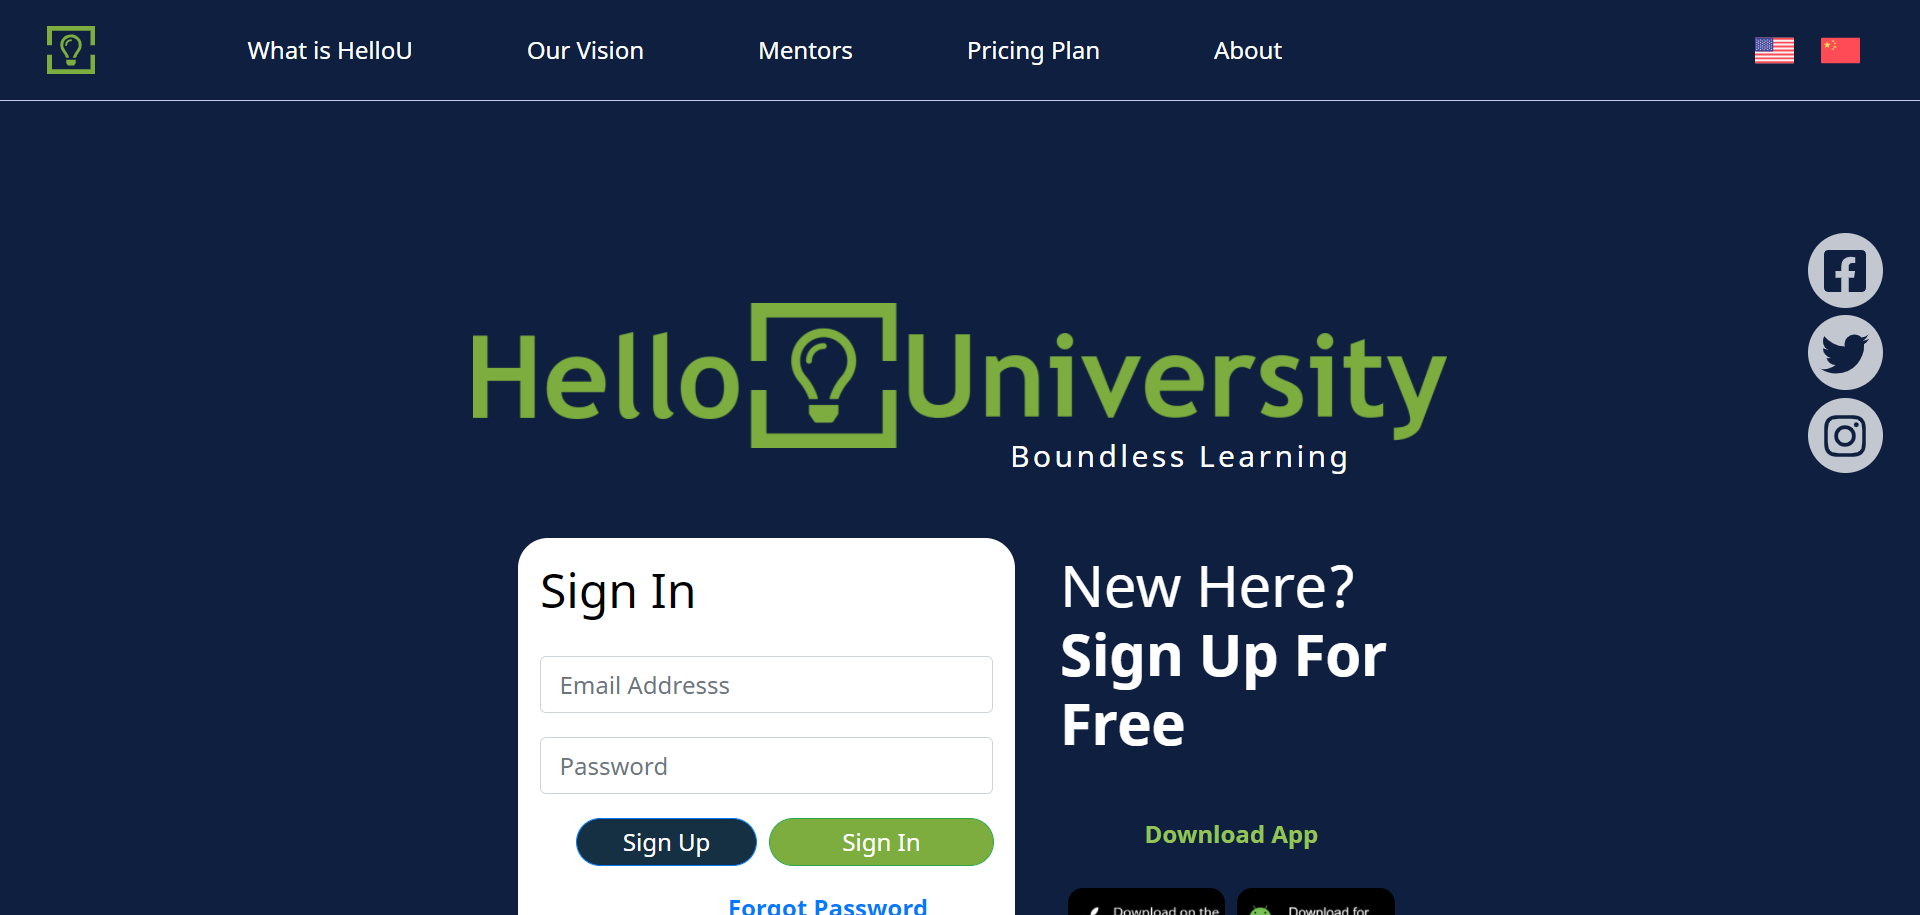 What is HelloU
Our Vision
Mentors
Pricing Plan
About
Hello University
Boundless Learning
Sign In
Email Addresss
Password
Sign Up
Sign In
Forgot Password
New Here?
Sign Up For
Free
Download App
Download on the
Download for